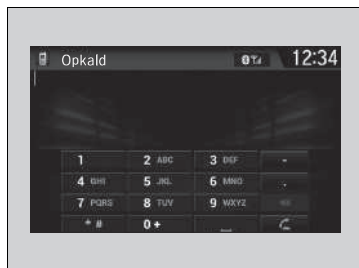 Opkald 12:34
1 2 ABC 3 DEF -
4 GHI 5 JKL 6 MNO .
7 PQRS 8 TUV 9 WXYZ
* # 0 +